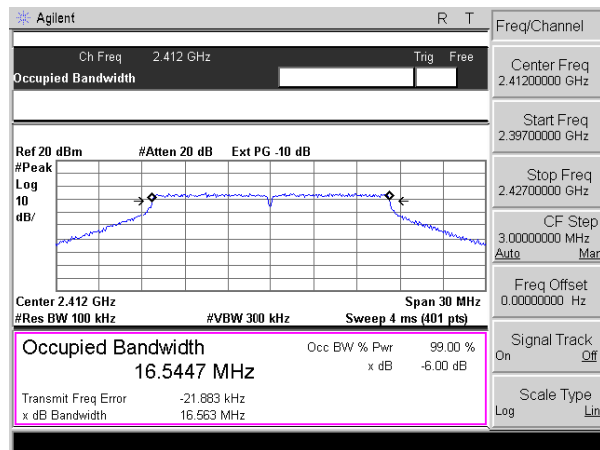 Agilent R T
Ch Freq 2.412 GHz Trig Free
Occupied Bandwidth
Ref 20 dBm #Atten 20 dB Ext PG -10 dB
#Peak
Log
10
dB/
Center 2.412 GHz Span 30 MHz
#Res BW 100 kHz #VBW 300 kHz Sweep 4 ms (401 pts)
Occupied Bandwidth Occ BW % Pwr 99.00 %
16.5447 MHz x dB -6.00 dB
Transmit Freq Error -21.883 kHz
x dB Bandwidth 16.563 MHz
Freq/Channel
Center Freq
2.41200000 GHz
Start Freq
2.39700000 GHz
Stop Freq
2.42700000 GHz
CF Step
3.00000000 MHz
Auto Man
Freq Offset
0.00000000 Hz
Signal Track
On Off
Scale Type
Log Lin